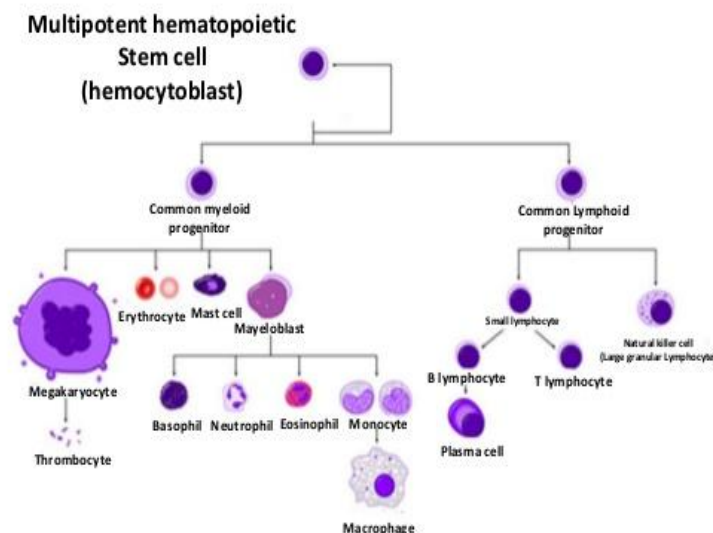 Multipotent hematopoietic
Stem cell
(hemocytoblast)
Common myeloid
progenitor
Common Lymphoid
progenitor
Erythrocyte
Mast cell
Mayeloblast
Small lymphocyte
Natural killer cell
(Large granular Lymphocyte
Megakaryocyte
B lymphocyte
T lymphocyte
Basophil
Neutrophil
Eosinophil
Monocyte
Thrombocyte
Plasma cell
Macrophage